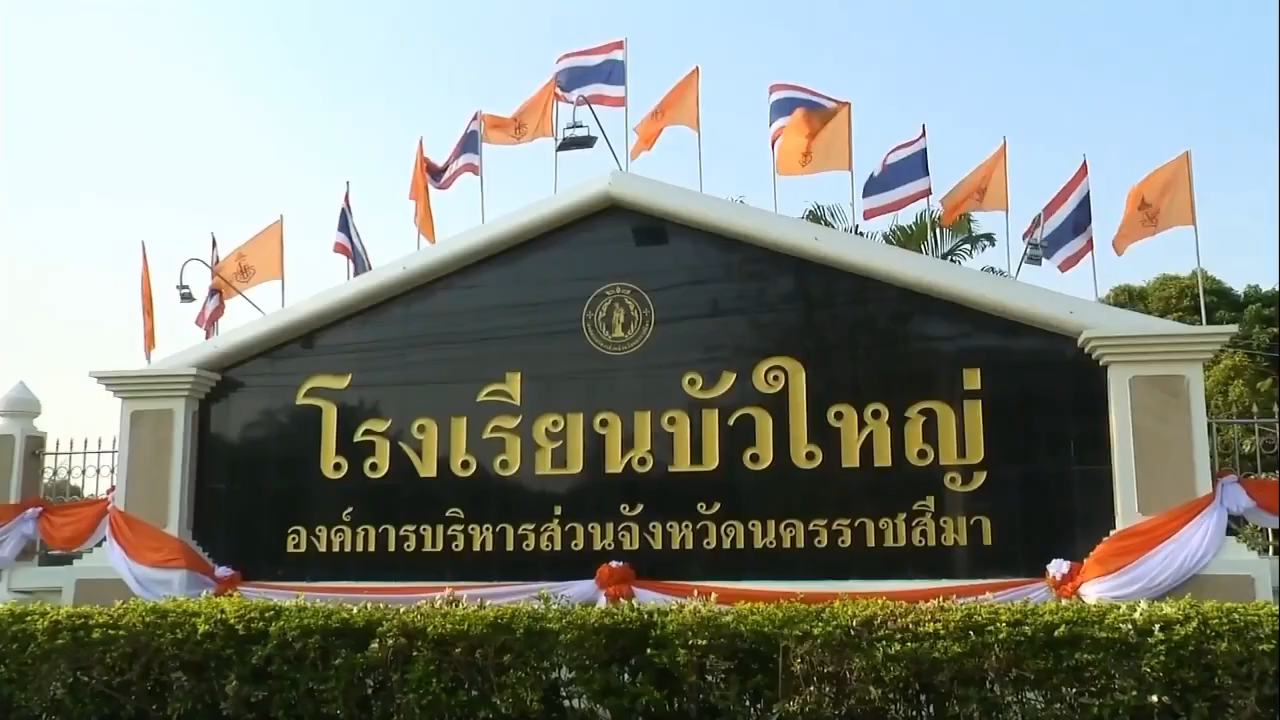 โรงเรียนบัวใหญ่
องค์การบริหารส่วนจังหวัดนครราชสีมา